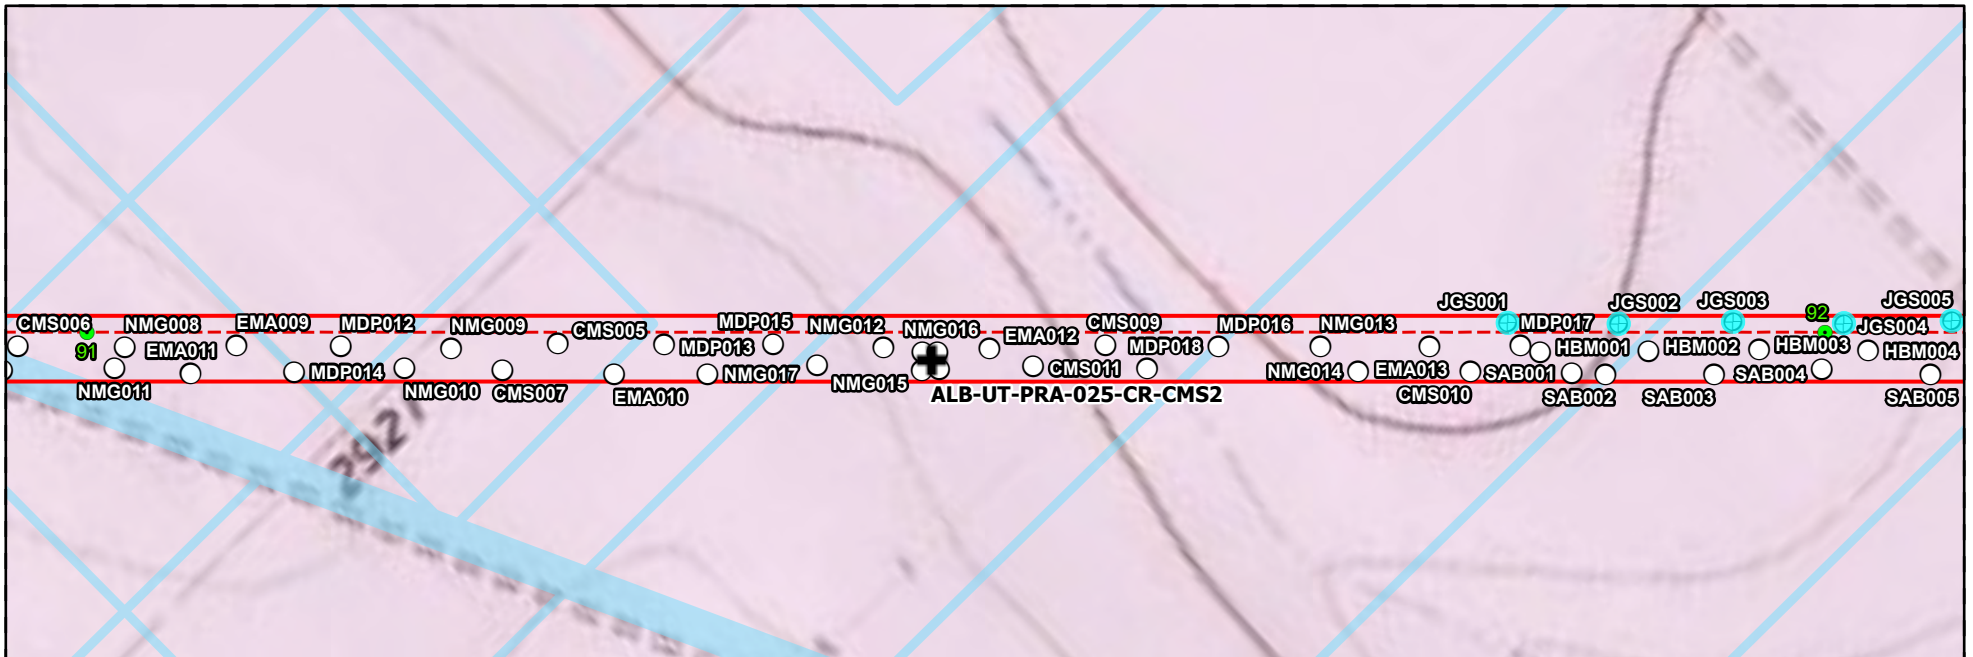 JGS001
JGS002
JGS003
92
JGS005
CMS006
NMG008
EMA009
MDP012
NMG009
CMS005
MDP015
NMG012
NMG016
EMA012
CMS009
MDP016
NMG013
MDP017
JGS004
91
EMA011
MDP013
CMS011
MDP018
HBM001
HBM002
HBM003
HBM004
MDP014
NMG017
NMG015
NMG014
EMA013
SAB001
SAB004
NMG011
NMG010
CMS007
EMA010
ALB-UT-PRA-025-CR-CMS2
CMS010
SAB002
SAB003
SAB005